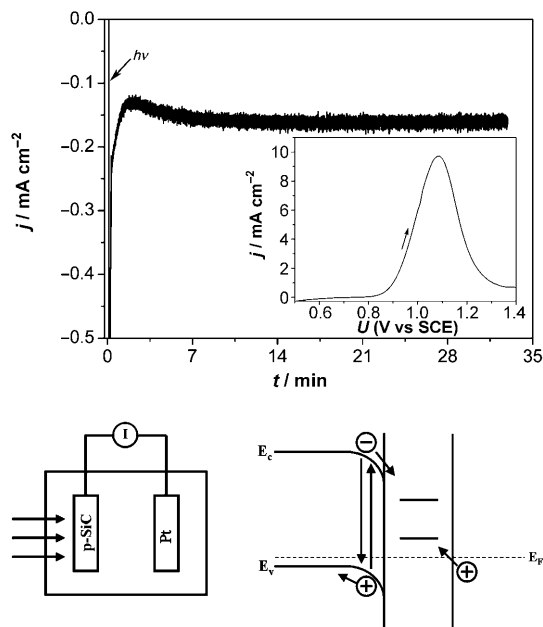 0.0
−0.1
−0.2
−0.3
−0.4
−0.5
j / mA cm⁻²
hν
10
8
6
4
2
0
j / mA cm⁻²
0.6 0.8 1.0 1.2 1.4
U (V vs SCE)
0 7 14 21 28 35
t / min
I
p-SiC
Pt
E_c
−
E_v
+
+
E_F